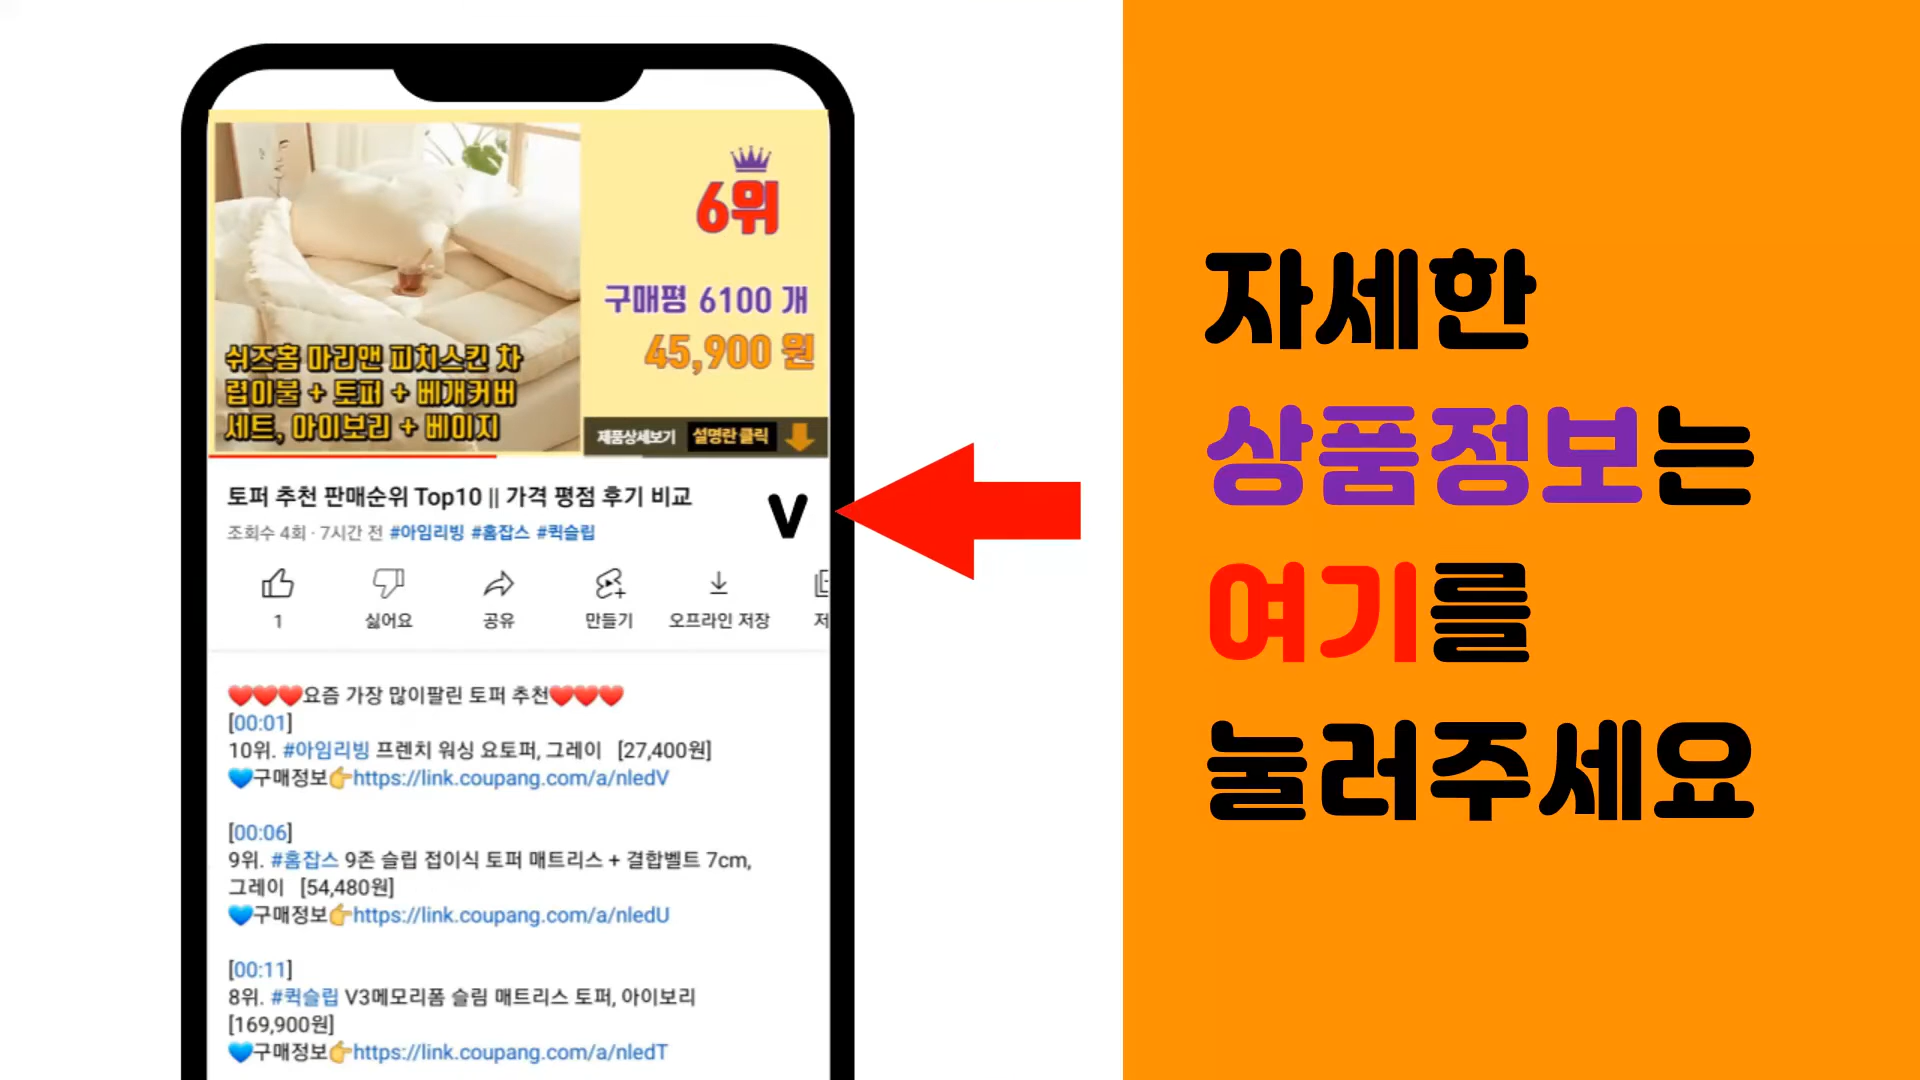 6위
구매평 6100 개
45,900 원
쉬즈홈 마리앤 피치스킨 차
렵이불 + 토퍼 + 베개커버
세트, 아이보리 + 베이지
제품상세보기 설명란 클릭
토퍼 추천 판매순위 Top10 || 가격 평점 후기 비교
V
조회수 4회 · 7시간 전 #아임리빙 #홈잡스 #퀵슬립
1 싫어요 공유 만들기 오프라인 저장 저
❤️❤️❤️요즘 가장 많이팔린 토퍼 추천❤️❤️❤️
[00:01]
10위. #아임리빙 프렌치 워싱 요토퍼, 그레이 [27,400원]
💙구매정보👉https://link.coupang.com/a/nledV
[00:06]
9위. #홈잡스 9존 슬립 접이식 토퍼 매트리스 + 결합벨트 7cm,
그레이 [54,480원]
💙구매정보👉https://link.coupang.com/a/nledU
[00:11]
8위. #퀵슬립 V3메모리폼 슬림 매트리스 토퍼, 아이보리
[169,900원]
💙구매정보👉https://link.coupang.com/a/nledT
자세한
상품정보는
여기를
눌러주세요